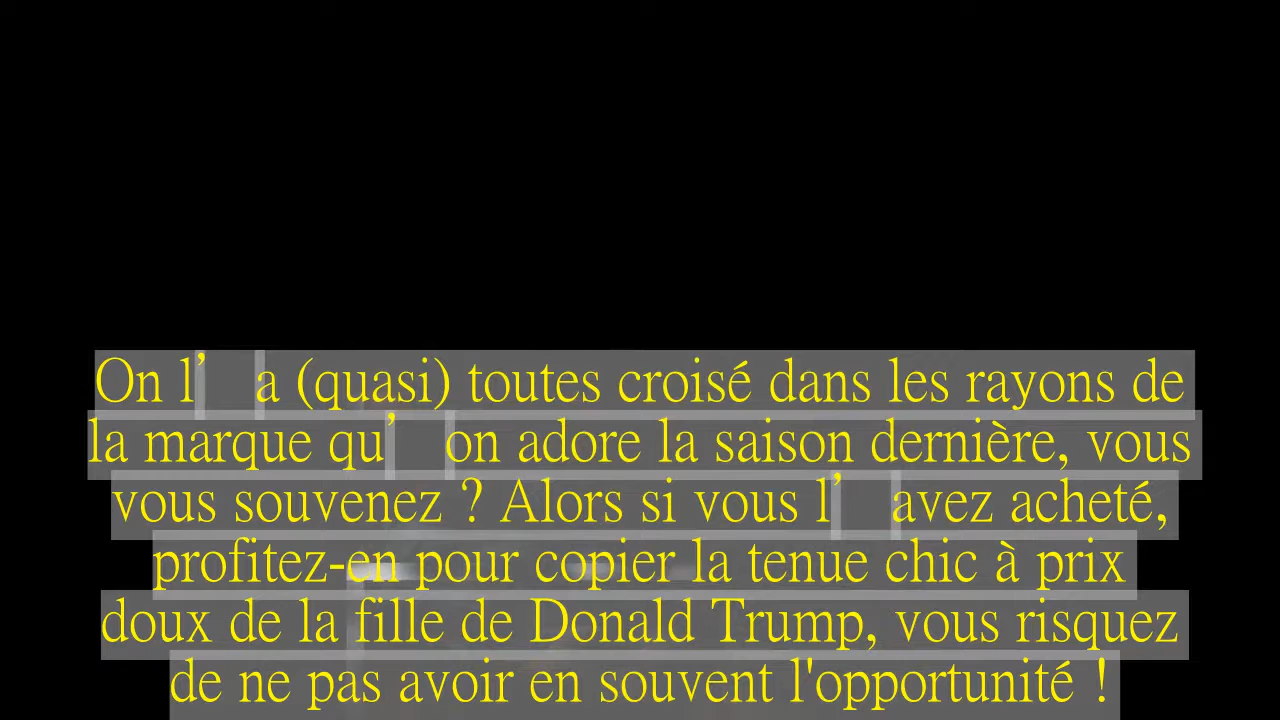 On l’a (quasi) toutes croisé dans les rayons de
la marque qu’on adore la saison dernière, vous
vous souvenez ? Alors si vous l’avez acheté,
profitez-en pour copier la tenue chic à prix
doux de la fille de Donald Trump, vous risquez
de ne pas avoir en souvent l'opportunité !